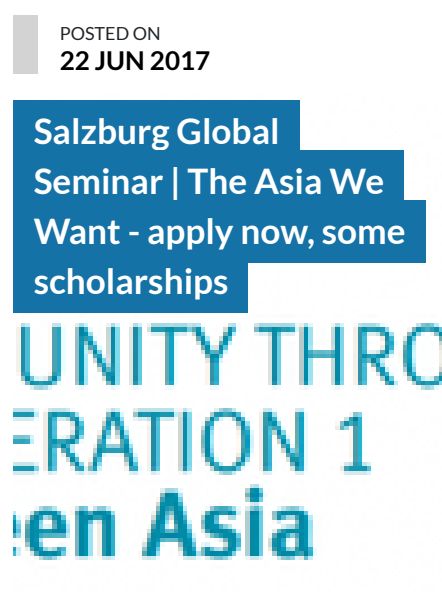 POSTED ON
22 JUN 2017
Salzburg Global
Seminar | The Asia We
Want - apply now, some
scholarships
UNITY THRO
ERATION 1
een Asia